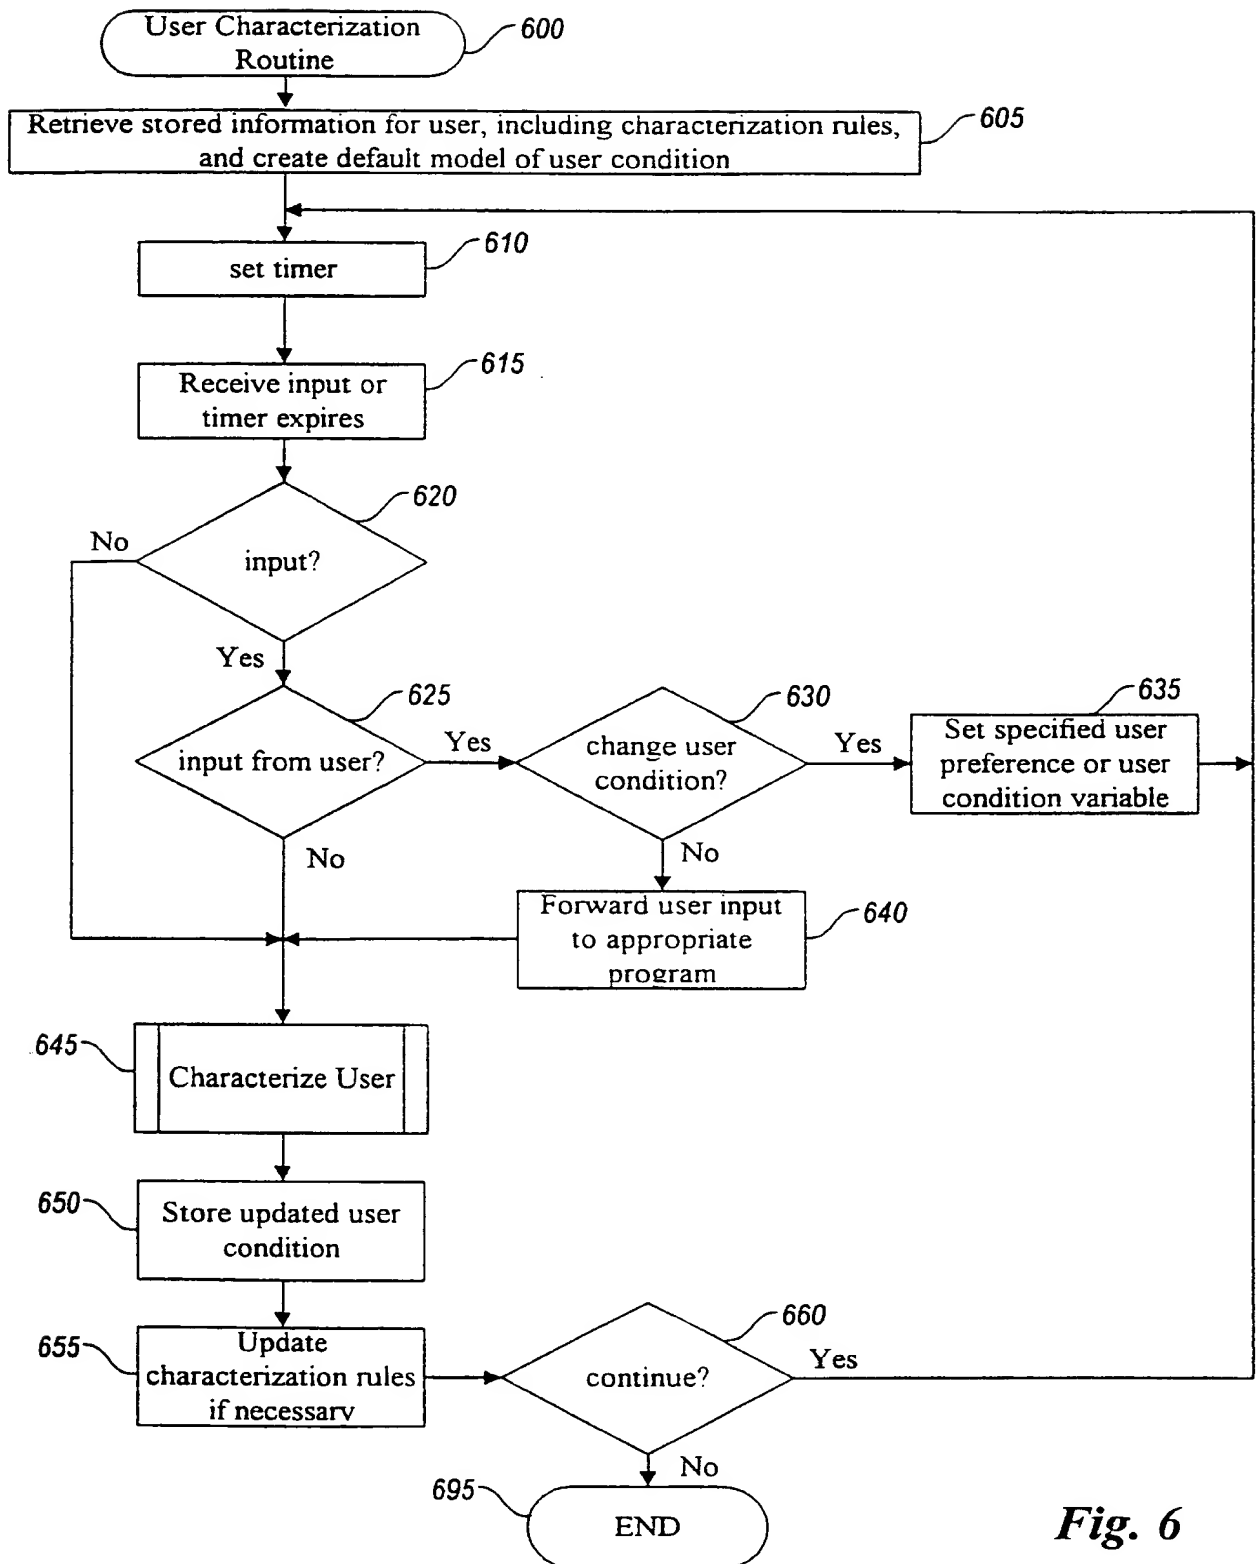 User Characterization
Routine
600
Retrieve stored information for user, including characterization rules,
and create default model of user condition
605
set timer
610
Receive input or
timer expires
615
input?
620
No
Yes
input from user?
625
Yes
No
change user
condition?
630
Yes
No
Set specified user
preference or user
condition variable
635
Forward user input
to appropriate
program
640
Characterize User
645
Store updated user
condition
650
Update
characterization rules
if necessary
655
continue?
660
Yes
No
END
695
Fig. 6